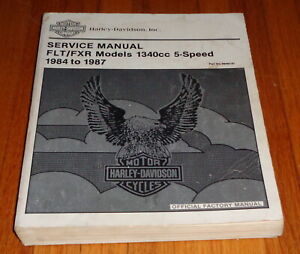 Harley-Davidson, Inc.
SERVICE MANUAL
FLT/FXR Models 1340cc 5-Speed
1984 to 1987
MOTOR
HARLEY-DAVIDSON
CYCLES
OFFICIAL FACTORY MANUAL